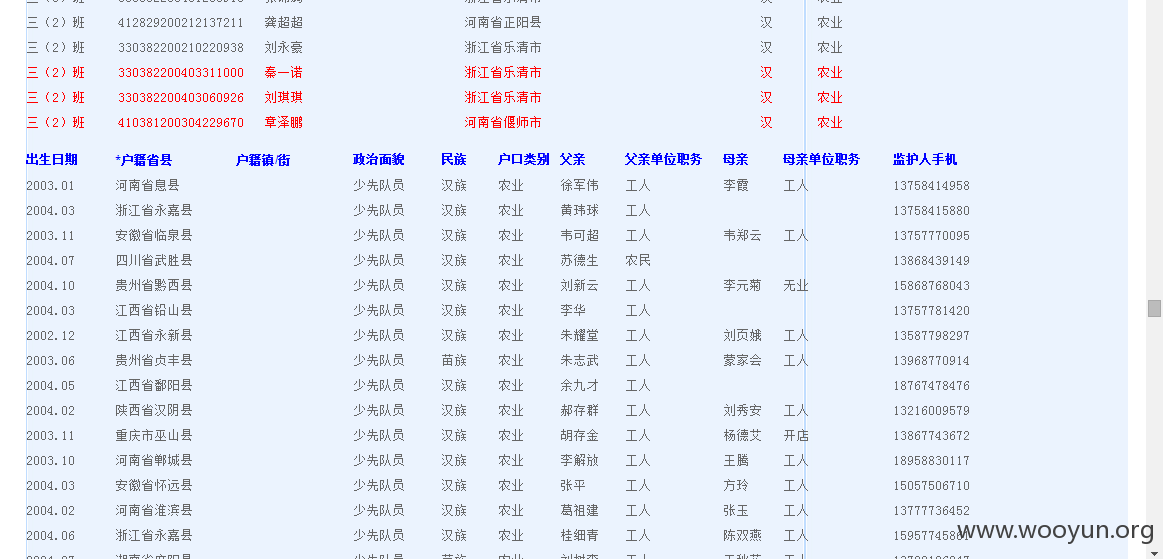 三（2）班 412829200212137211 龚超超 河南省正阳县 汉 农业
三（2）班 330382200210220938 刘永豪 浙江省乐清市 汉 农业
三（2）班 330382200403311000 秦一诺 浙江省乐清市 汉 农业
三（2）班 330382200403060926 刘琪琪 浙江省乐清市 汉 农业
三（2）班 410381200304229670 章泽鹏 河南省偃师市 汉 农业
出生日期 *户籍省县 户籍镇/街 政治面貌 民族 户口类别 父亲 父亲单位职务 母亲 母亲单位职务 监护人手机
2003.01 河南省息县 少先队员 汉族 农业 徐军伟 工人 李霞 工人 13758414958
2004.03 浙江省永嘉县 少先队员 汉族 农业 黄玮球 工人 13758415880
2003.11 安徽省临泉县 少先队员 汉族 农业 韦可超 工人 韦郑云 工人 13757770095
2004.07 四川省武胜县 少先队员 汉族 农业 苏德生 农民 13868439149
2004.10 贵州省黔西县 少先队员 汉族 农业 刘新云 工人 李元菊 无业 15868768043
2004.03 江西省铅山县 少先队员 汉族 农业 李华 工人 13757781420
2002.12 江西省永新县 少先队员 汉族 农业 朱耀堂 工人 刘页娥 工人 13587798297
2003.06 贵州省贞丰县 少先队员 苗族 农业 朱志武 工人 蒙家会 工人 13968770914
2004.05 江西省鄱阳县 少先队员 汉族 农业 余九才 工人 18767478476
2004.02 陕西省汉阴县 少先队员 汉族 农业 郝存群 工人 刘秀安 工人 13216009579
2003.11 重庆市巫山县 少先队员 汉族 农业 胡存金 工人 杨德艾 开店 13867743672
2003.10 河南省郸城县 少先队员 汉族 农业 李解放 工人 王腾 工人 18958830117
2004.03 安徽省怀远县 少先队员 汉族 农业 张平 工人 方玲 工人 15057506710
2004.02 河南省淮滨县 少先队员 汉族 农业 葛祖建 工人 张玉 工人 13777736452
2004.06 浙江省永嘉县 少先队员 汉族 农业 桂细青 工人 陈双燕 工人
www.wooyun.org